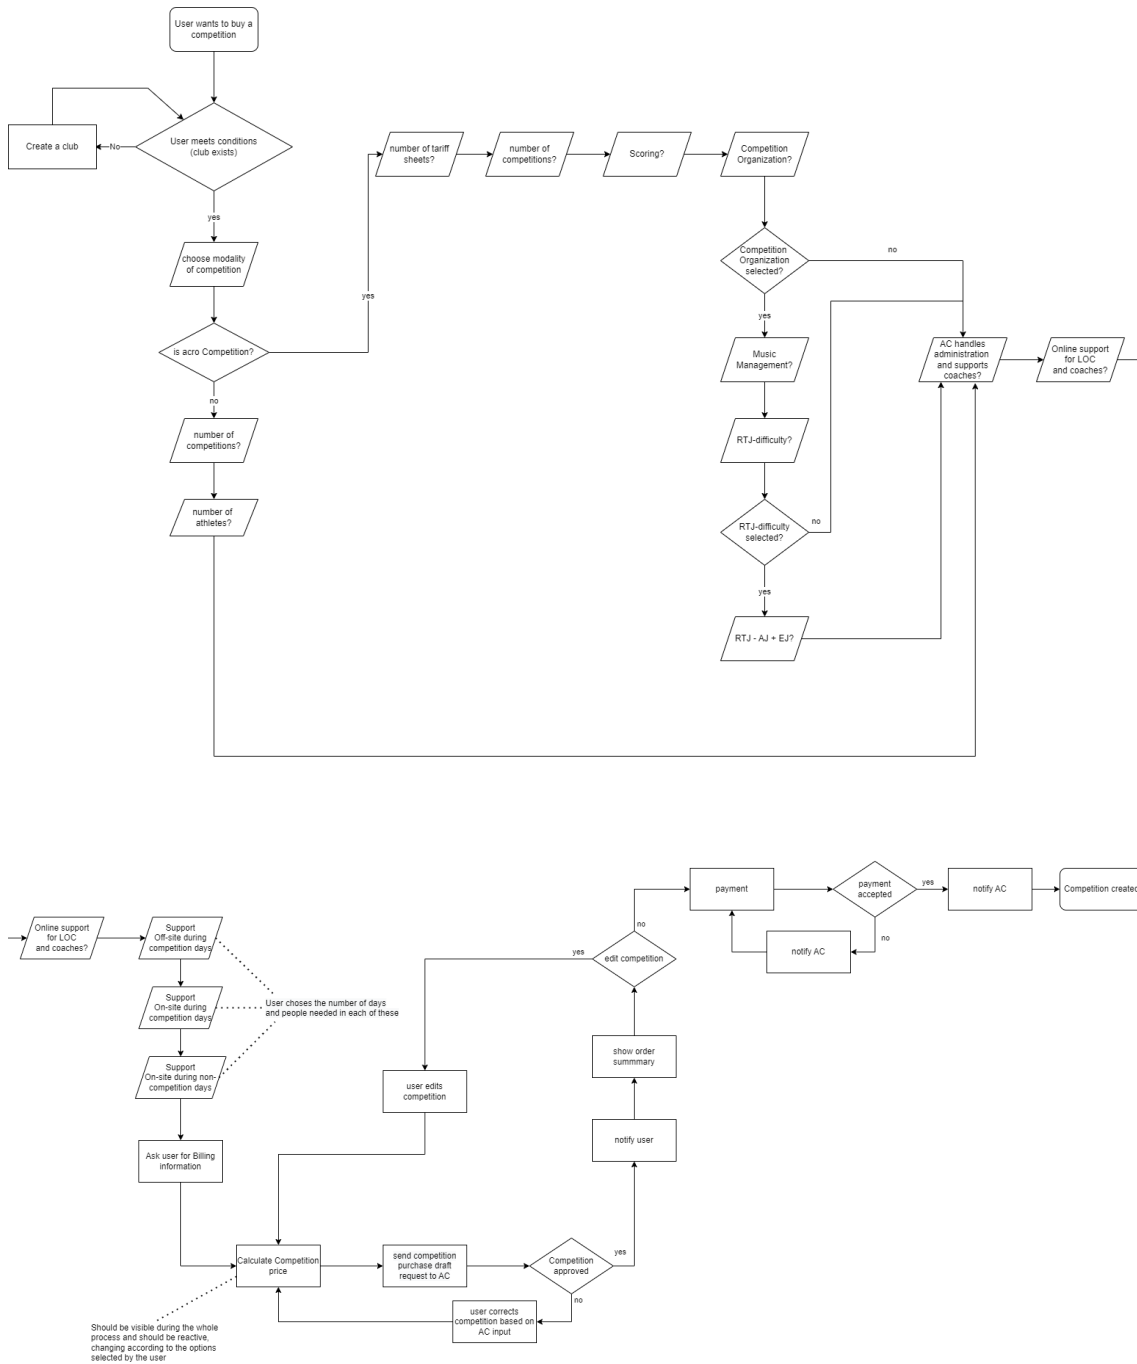 User wants to buy a
competition
User meets conditions
(club exists)
Create a club
No
yes
choose modality
of competition
is acro Competition?
yes
no
number of
competitions?
number of
athletes?
number of tariff
sheets?
number of
competitions?
Scoring?
Competition
Organization?
Competition
Organization
selected?
no
yes
Music
Management?
RTJ-difficulty?
RTJ-difficulty
selected?
no
yes
RTJ - AJ + EJ?
AC handles
administration
and supports
coaches?
Online support
for LOC
and coaches?
Online support
for LOC
and coaches?
Support
Off-site during
competition days
Support
On-site during
competition days
Support
On-site during non-
competition days
User choses the number of days
and people needed in each of these
Ask user for Billing
information
Calculate Competition
price
Should be visible during the whole
process and should be reactive,
changing according to the options
selected by the user
send competition
purchase draft
request to AC
Competition
approved
yes
no
user corrects
competition based on
AC input
notify user
show order
summmary
edit competition
yes
no
user edits
competition
payment
payment
accepted
yes
no
notify AC
notify AC
Competition created